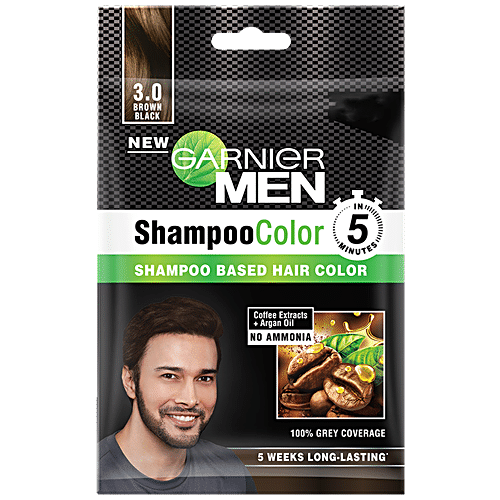 3.0
BROWN
BLACK
NEW
GARNIER
MEN
ShampooColor
IN
5
MINUTES
SHAMPOO BASED HAIR COLOR
Coffee Extracts
+ Argan Oil
NO AMMONIA
100% GREY COVERAGE
5 WEEKS LONG-LASTING*